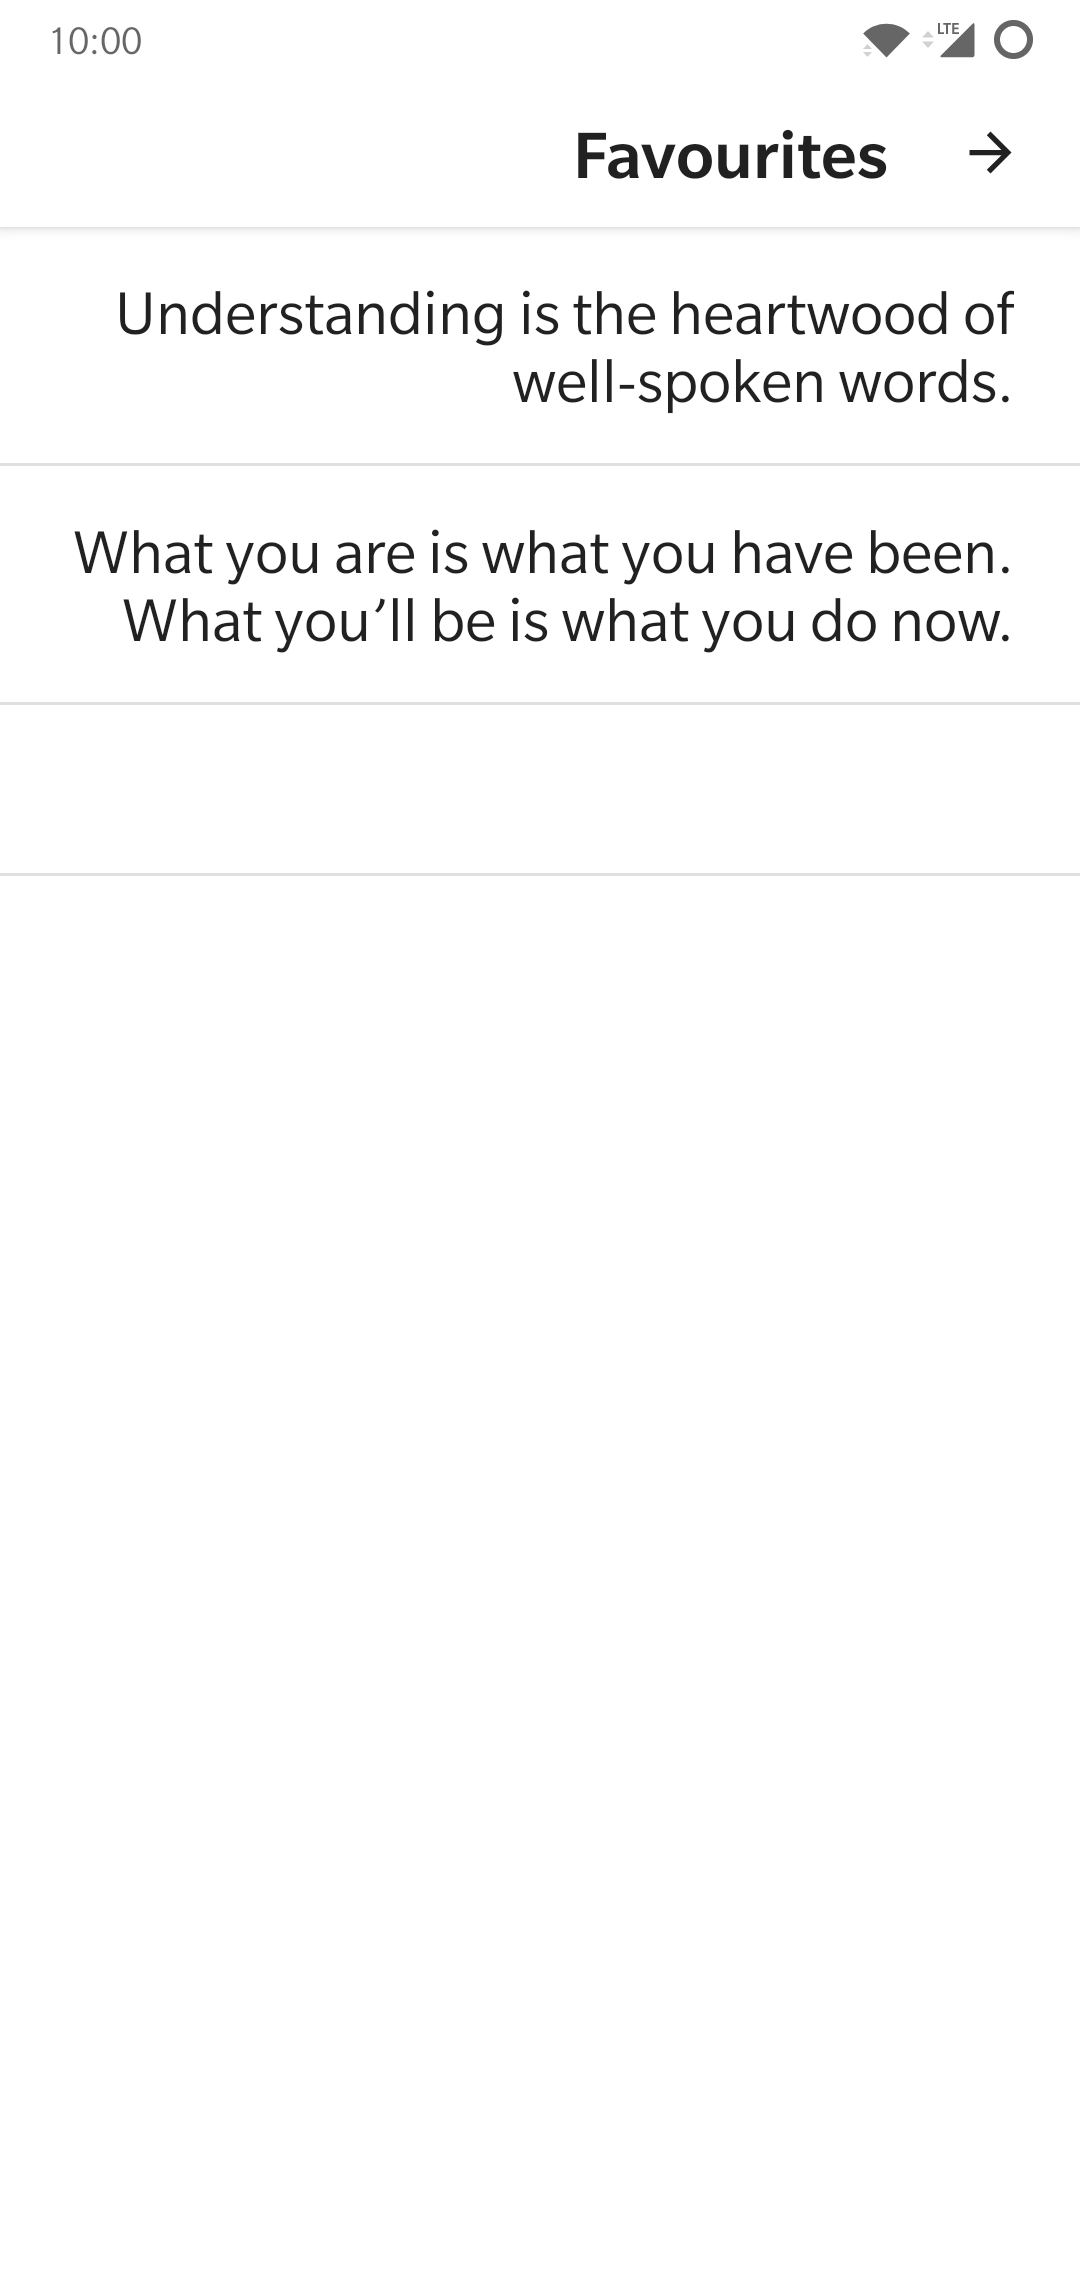 10:00
LTE
Favourites
Understanding is the heartwood of
well-spoken words.
What you are is what you have been.
What you’ll be is what you do now.